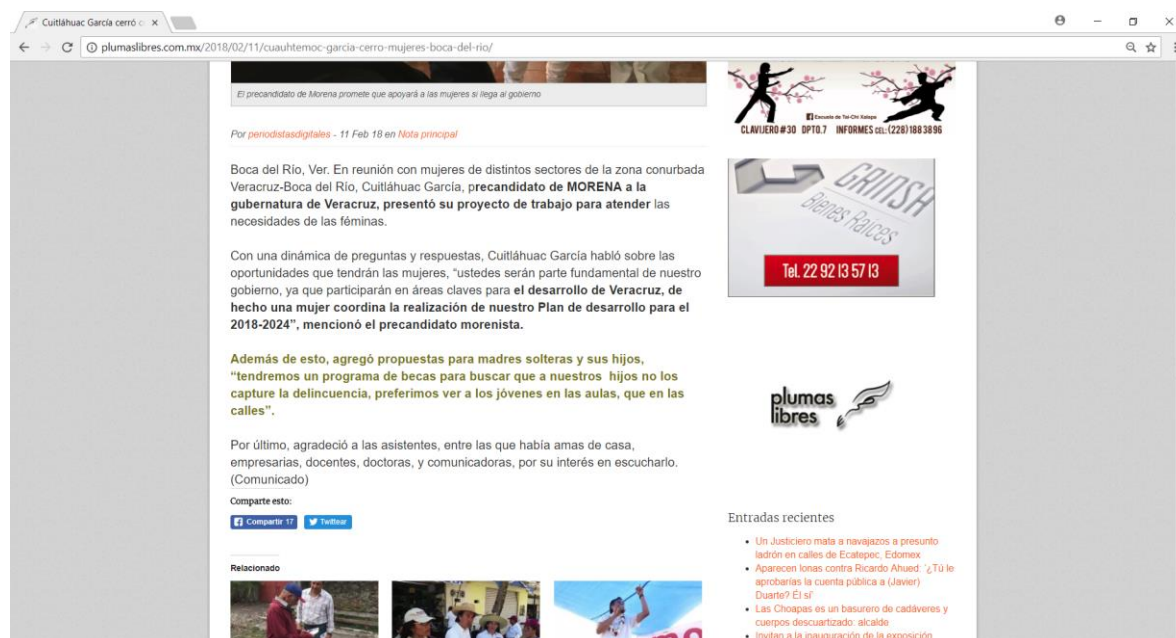 Cuitláhuac García cerró c
plumaslibres.com.mx/2018/02/11/cuauhtemoc-garcia-cerro-mujeres-boca-del-rio/
El precandidato de Morena promete que apoyará a las mujeres si llega al gobierno
Por periodistasdigitales - 11 Feb 18 en Nota principal
Boca del Río, Ver. En reunión con mujeres de distintos sectores de la zona conurbada
Veracruz-Boca del Río, Cuitláhuac García, precandidato de MORENA a la
gubernatura de Veracruz, presentó su proyecto de trabajo para atender las
necesidades de las féminas.
Con una dinámica de preguntas y respuestas, Cuitláhuac García habló sobre las
oportunidades que tendrán las mujeres, “ustedes serán parte fundamental de nuestro
gobierno, ya que participarán en áreas claves para el desarrollo de Veracruz, de
hecho una mujer coordina la realización de nuestro Plan de desarrollo para el
2018-2024”, mencionó el precandidato morenista.
Además de esto, agregó propuestas para madres solteras y sus hijos,
“tendremos un programa de becas para buscar que a nuestros hijos no los
capture la delincuencia, preferimos ver a los jóvenes en las aulas, que en las
calles”.
Por último, agradeció a las asistentes, entre las que había amas de casa,
empresarias, docentes, doctoras, y comunicadoras, por su interés en escucharlo.
(Comunicado)
Comparte esto:
Compartir 17 Twittear
Relacionado
Escuela de Tai-Chi Xalapa
CLAVIJERO #30 DPTO.7 INFORMES CEL: (228) 188 38 96
GRINSA
Bienes Raíces
Tel. 22 92 13 57 13
plumas
libres
Entradas recientes
Un Justiciero mata a navajazos a presunto
ladrón en calles de Ecatepec, Edomex
Aparecen lonas contra Ricardo Ahued: ‘¿Tú le
aprobarías la cuenta pública a (Javier)
Duarte? Él sí’
Las Choapas es un basurero de cadáveres y
cuerpos descuartizado: alcalde
Invitan a la inauguración de la exposición